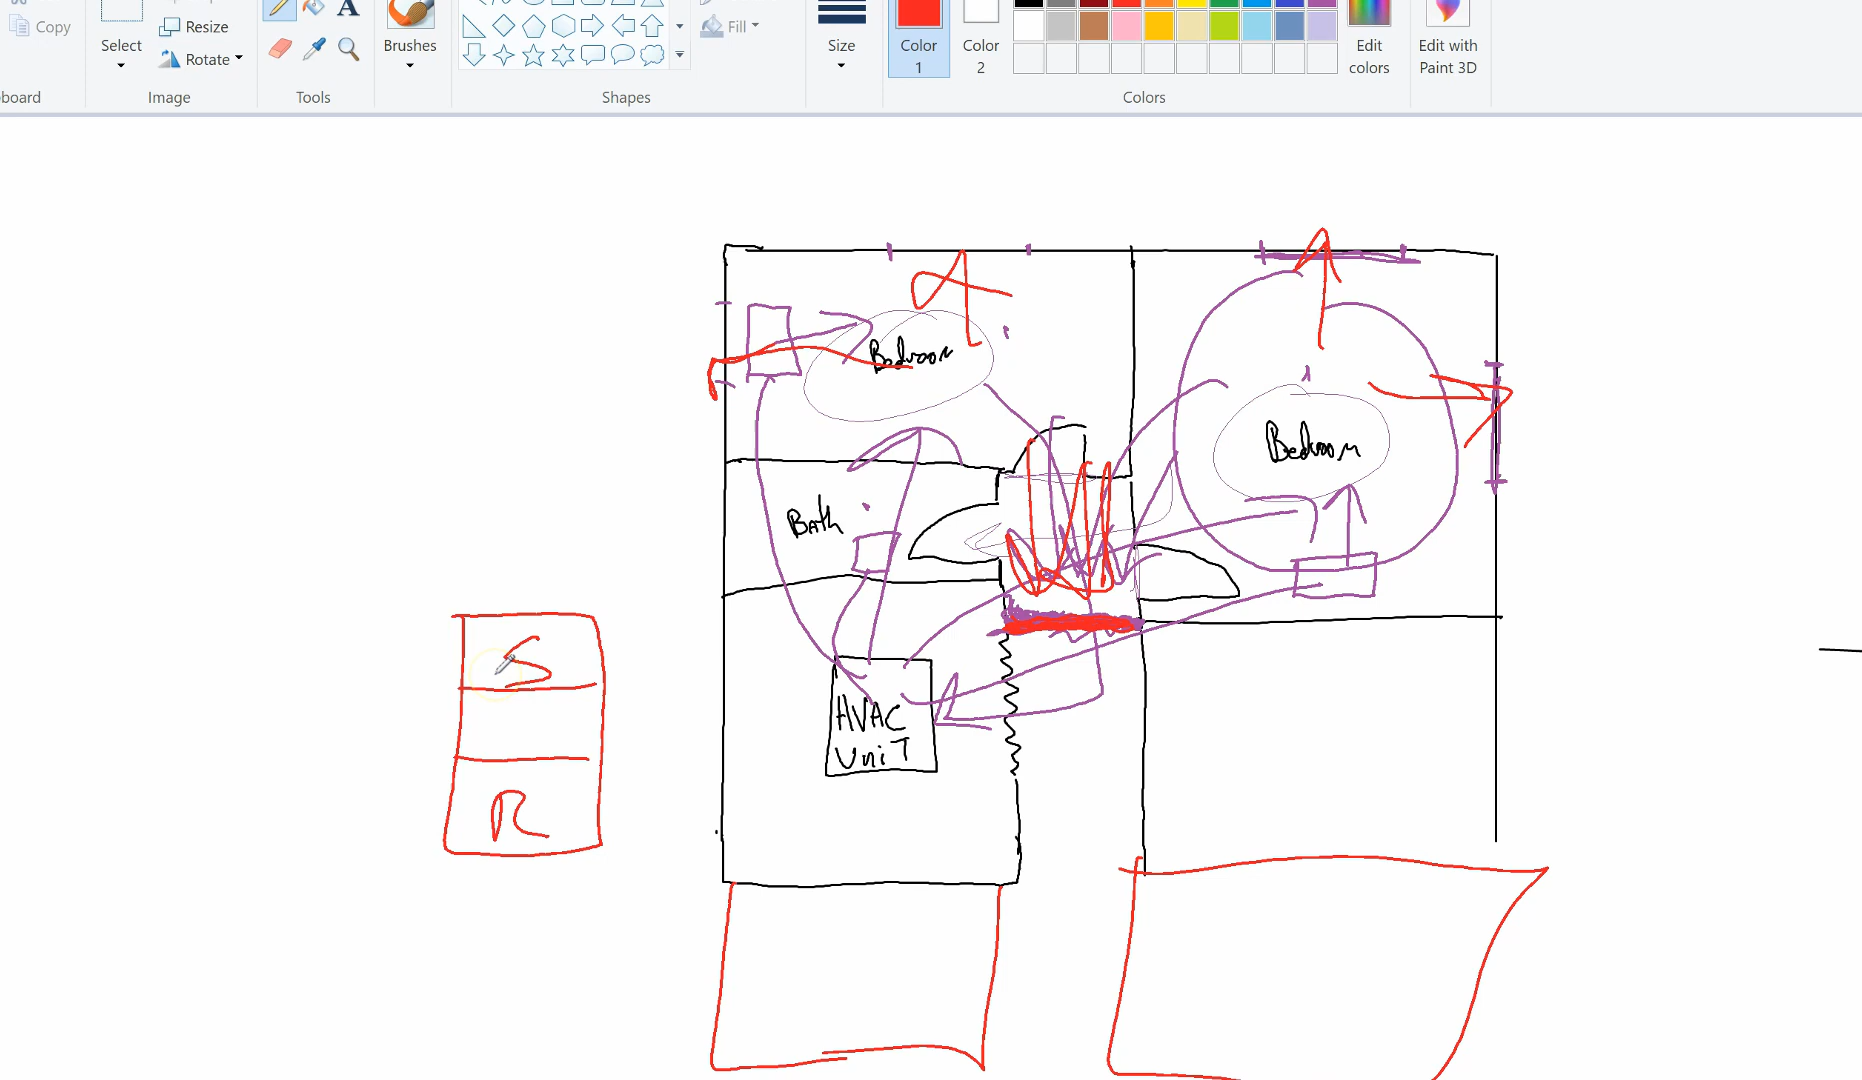 Copy
Select
Resize
Rotate
A
Brushes
Fill
Size
Color
1
Color
2
Edit
colors
Edit with
Paint 3D
board
Image
Tools
Shapes
Colors
Bedroom
Bedroom
Bath
S
HVAC
UniT
R